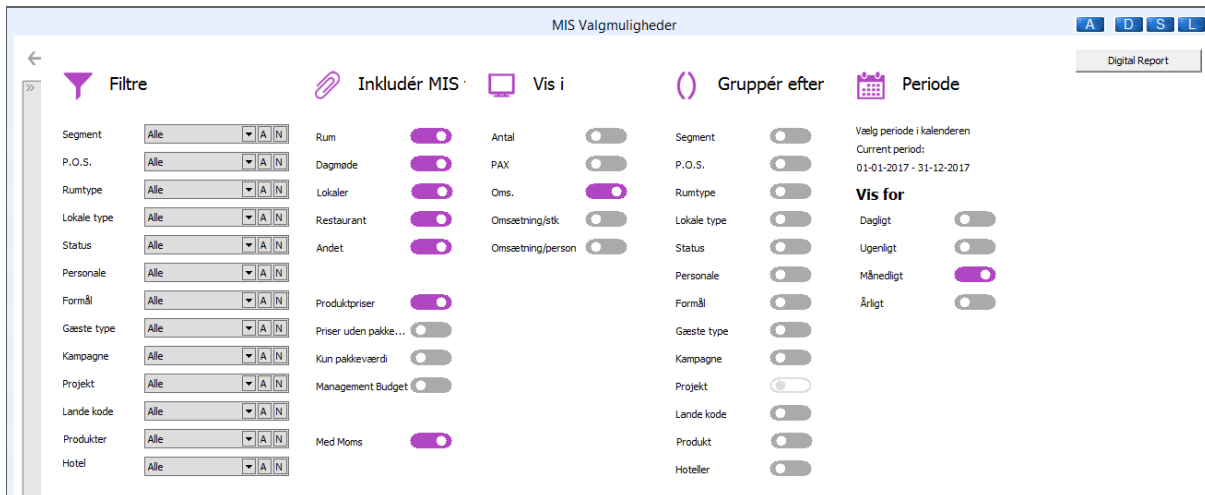 MIS Valgmuligheder
A D S L
Digital Report
Filtre
Segment Alle A N
P.O.S. Alle A N
Rumtype Alle A N
Lokale type Alle A N
Status Alle A N
Personale Alle A N
Formål Alle A N
Gæste type Alle A N
Kampagne Alle A N
Projekt Alle A N
Lande kode Alle A N
Produkter Alle A N
Hotel Alle A N
Inkludér MIS
Rum
Dagmøde
Lokaler
Restaurant
Andet
Produktpriser
Priser uden pakke...
Kun pakkeværdi
Management Budget
Med Moms
Vis i
Antal
PAX
Oms.
Omsætning/stk
Omsætning/person
Gruppér efter
Segment
P.O.S.
Rumtype
Lokale type
Status
Personale
Formål
Gæste type
Kampagne
Projekt
Lande kode
Produkt
Hoteller
Periode
Vælg periode i kalenderen
Current period:
01-01-2017 - 31-12-2017
Vis for
Dagligt
Ugenligt
Månedligt
Årligt